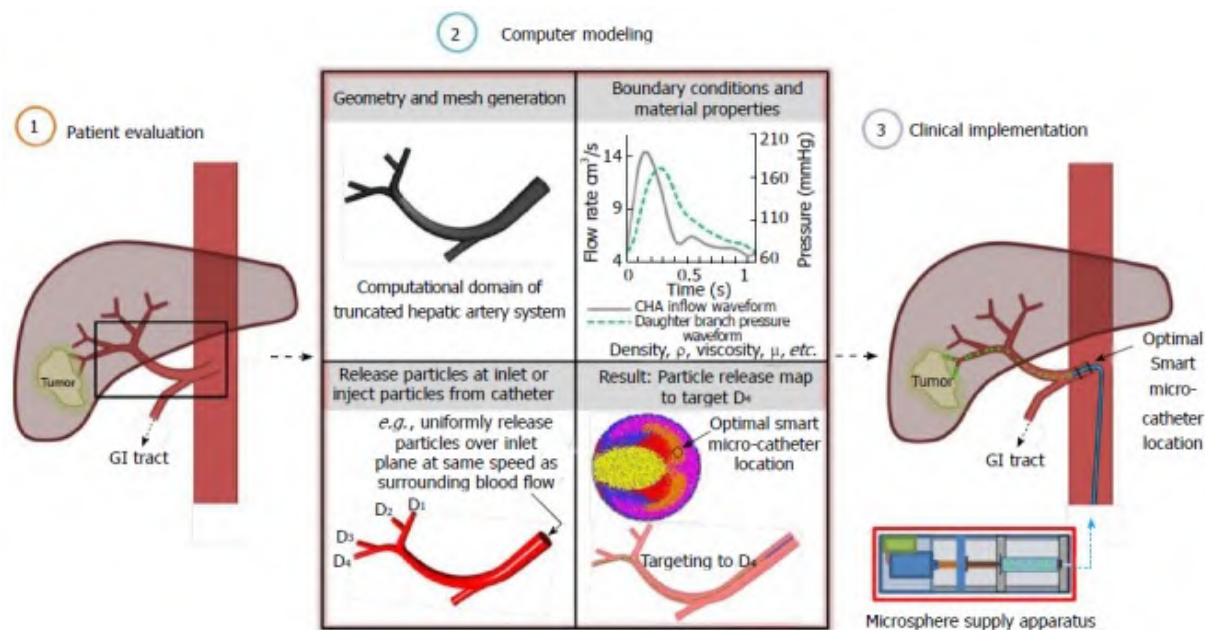 2 Computer modeling
1 Patient evaluation
Tumor
GI tract
Geometry and mesh generation
Computational domain of
truncated hepatic artery system
Boundary conditions and
material properties
Flow rate cm³/s
14
9
4
210
160
110
60
Pressure (mmHg)
0 0.5 1
Time (s)
CHA inflow waveform
Daughter branch pressure
waveform
Density, ρ, viscosity, μ, etc.
Release particles at inlet or
inject particles from catheter
e.g., uniformly release
particles over inlet
plane at same speed as
surrounding blood flow
D₁
D₂
D₃
D₄
Result: Particle release map
to target D₄
Optimal smart
micro-catheter
location
Targeting to D₄
3 Clinical implementation
Tumor
GI tract
Optimal
Smart
micro-
catheter
location
Microsphere supply apparatus